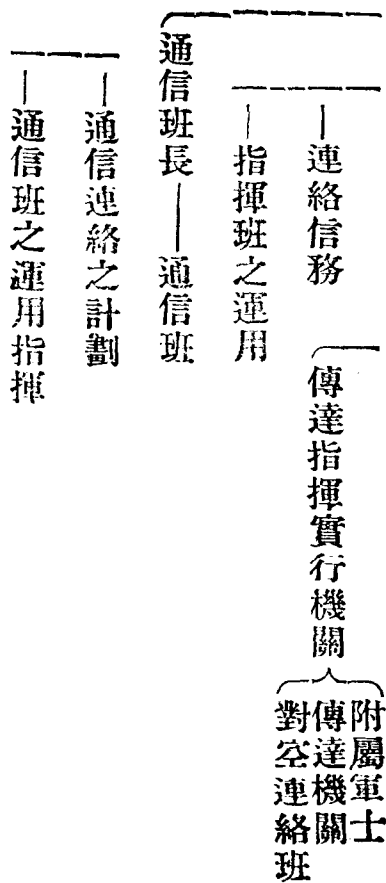 傳達指揮實行機關
附屬軍士
傳達機關
對空連絡班
連絡信務
指揮班之運用
通信班長——通信班
通信連絡之計劃
通信班之運用指揮